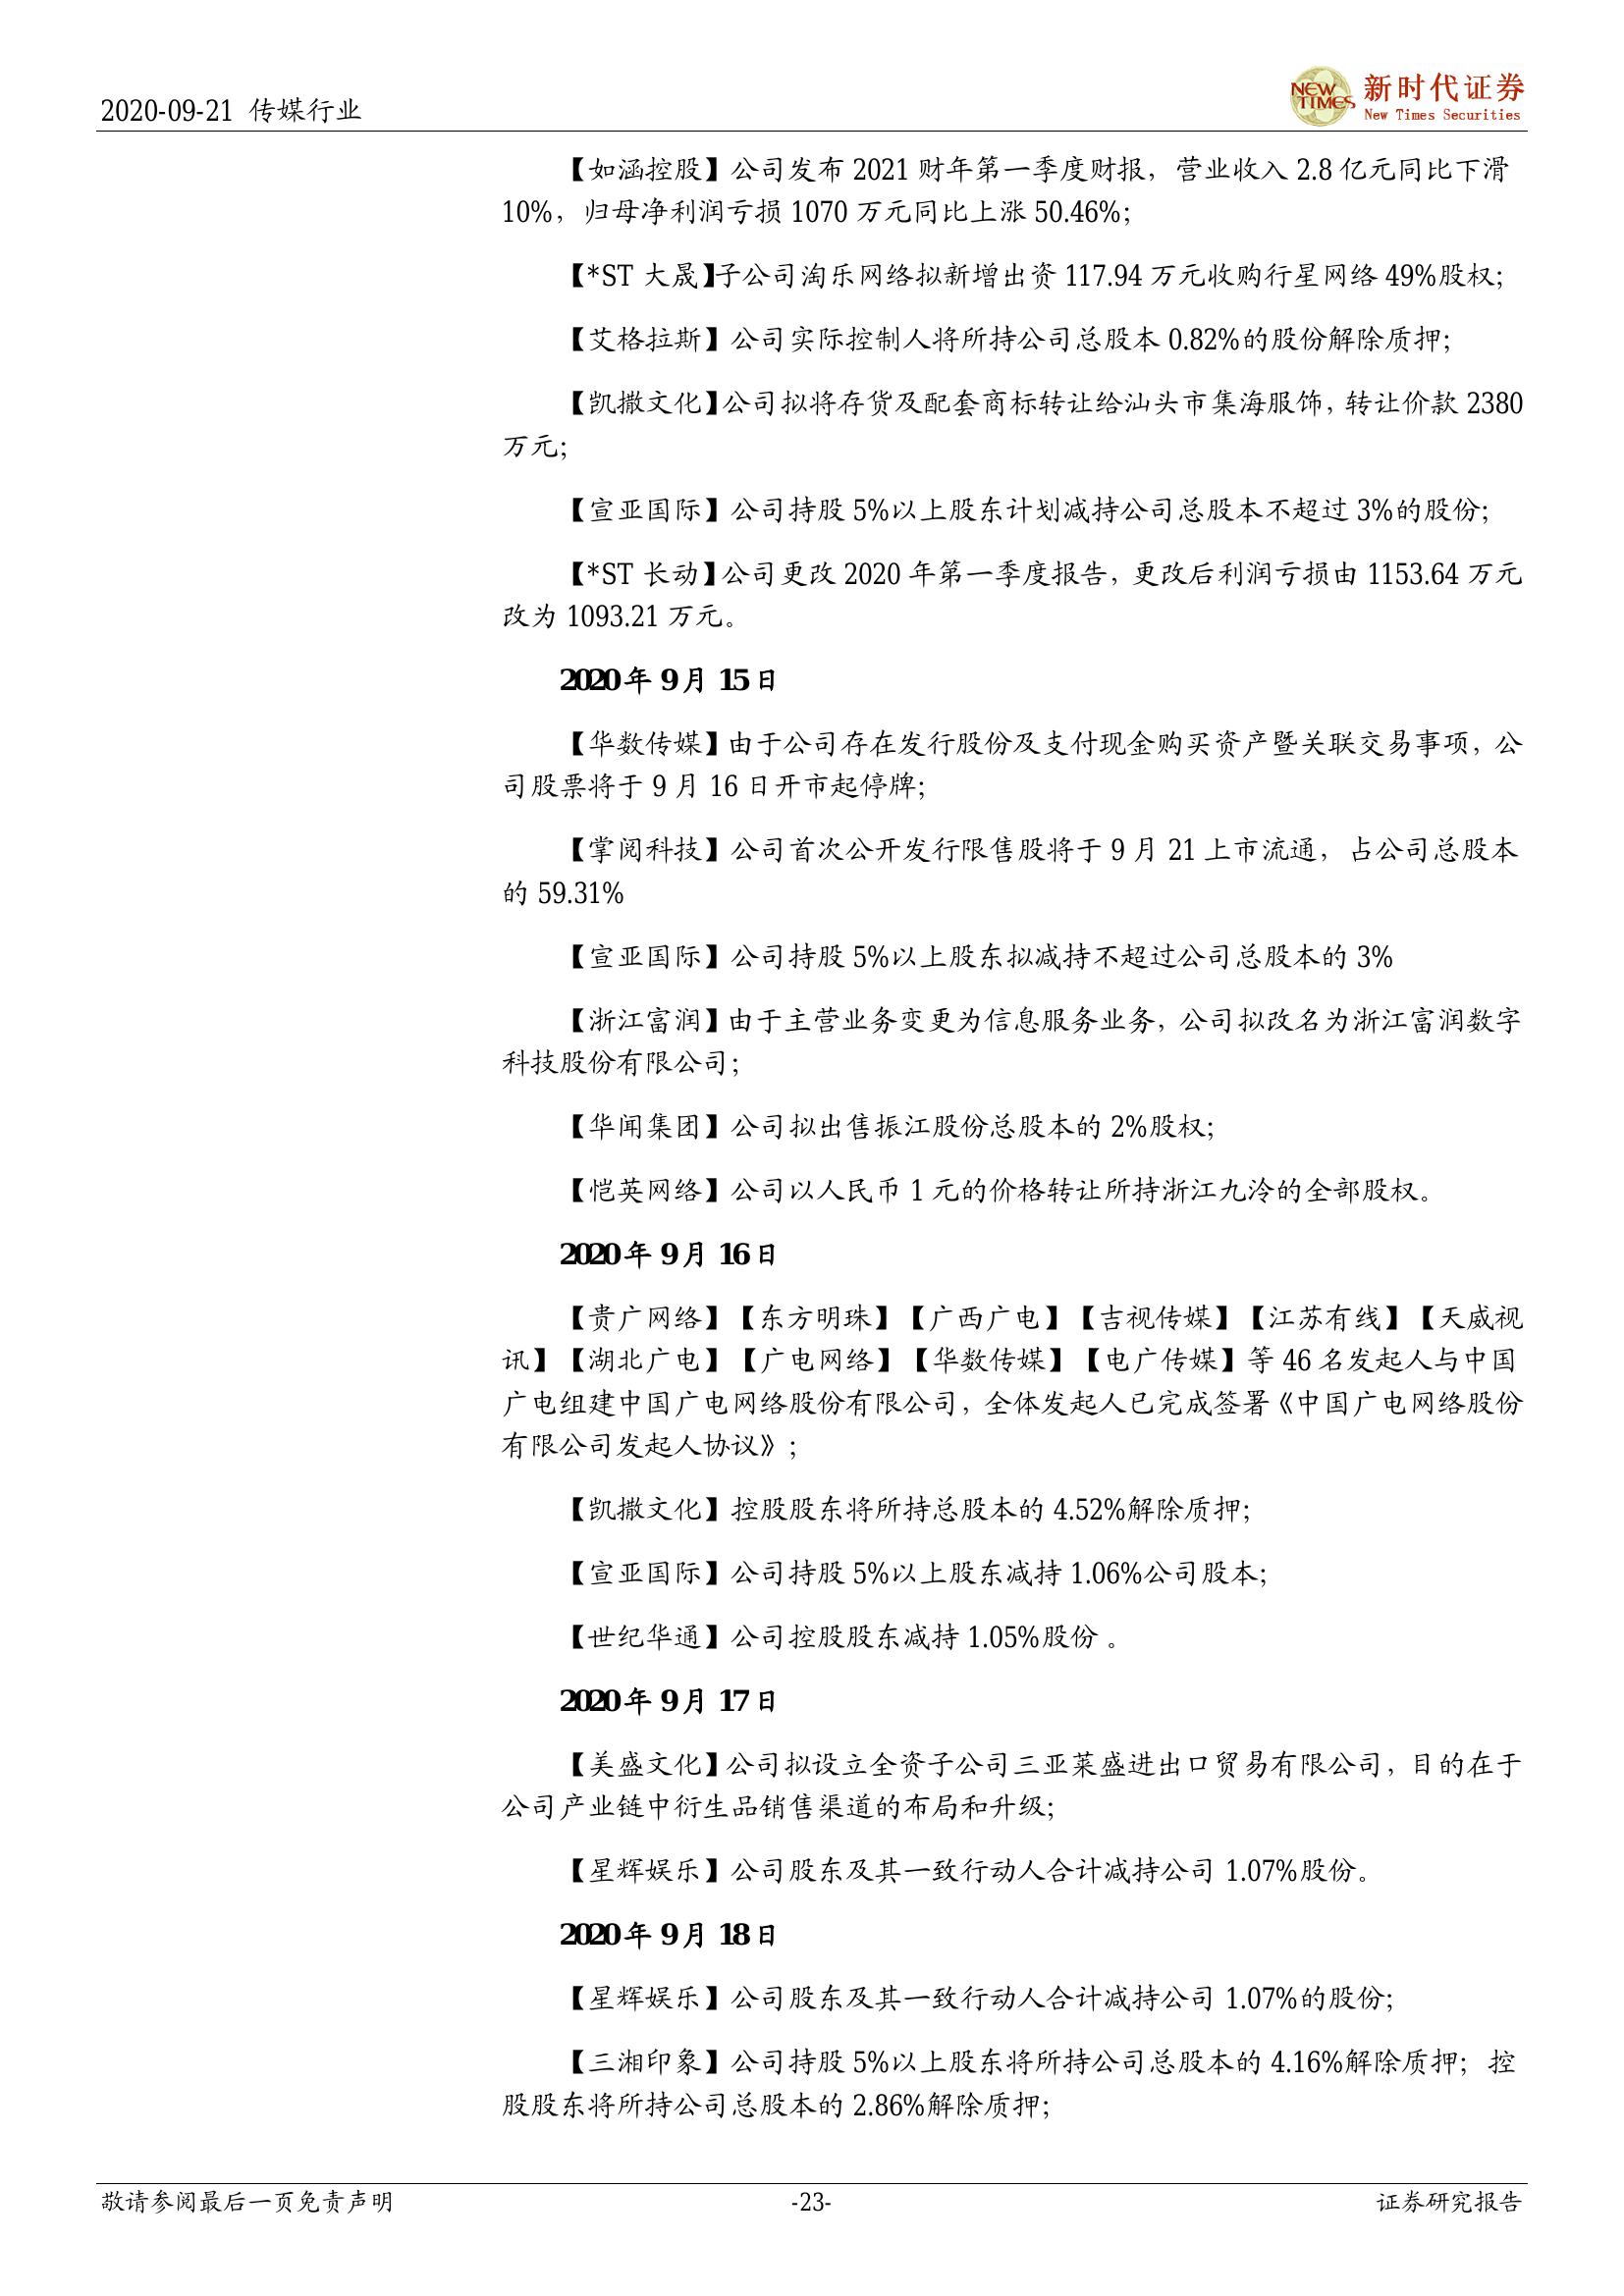 2020-09-21 传媒行业
NEW TIMES 新时代证券
New Times Securities
【如涵控股】公司发布 2021 财年第一季度财报，营业收入 2.8 亿元同比下滑
10%，归母净利润亏损 1070 万元同比上涨 50.46%；
【*ST 大晟】子公司淘乐网络拟新增出资 117.94 万元收购行星网络 49%股权；
【艾格拉斯】公司实际控制人将所持公司总股本 0.82%的股份解除质押；
【凯撒文化】公司拟将存货及配套商标转让给汕头市集海服饰，转让价款 2380
万元；
【宣亚国际】公司持股 5%以上股东计划减持公司总股本不超过 3%的股份；
【*ST 长动】公司更改 2020 年第一季度报告，更改后利润亏损由 1153.64 万元
改为 1093.21 万元。
2020 年 9 月 15 日
【华数传媒】由于公司存在发行股份及支付现金购买资产暨关联交易事项，公
司股票将于 9 月 16 日开市起停牌；
【掌阅科技】公司首次公开发行限售股将于 9 月 21 上市流通，占公司总股本
的 59.31%
【宣亚国际】公司持股 5%以上股东拟减持不超过公司总股本的 3%
【浙江富润】由于主营业务变更为信息服务业务，公司拟改名为浙江富润数字
科技股份有限公司；
【华闻集团】公司拟出售振江股份总股本的 2%股权；
【恺英网络】公司以人民币 1 元的价格转让所持浙江九泠的全部股权。
2020 年 9 月 16 日
【贵广网络】【东方明珠】【广西广电】【吉视传媒】【江苏有线】【天威视
讯】【湖北广电】【广电网络】【华数传媒】【电广传媒】等 46 名发起人与中国
广电组建中国广电网络股份有限公司，全体发起人已完成签署《中国广电网络股份
有限公司发起人协议》；
【凯撒文化】控股股东将所持总股本的 4.52%解除质押；
【宣亚国际】公司持股 5%以上股东减持 1.06%公司股本；
【世纪华通】公司控股股东减持 1.05%股份 。
2020 年 9 月 17 日
【美盛文化】公司拟设立全资子公司三亚莱盛进出口贸易有限公司，目的在于
公司产业链中衍生品销售渠道的布局和升级；
【星辉娱乐】公司股东及其一致行动人合计减持公司 1.07%股份。
2020 年 9 月 18 日
【星辉娱乐】公司股东及其一致行动人合计减持公司 1.07%的股份；
【三湘印象】公司持股 5%以上股东将所持公司总股本的 4.16%解除质押；控
股股东将所持公司总股本的 2.86%解除质押；
敬请参阅最后一页免责声明 -23- 证券研究报告